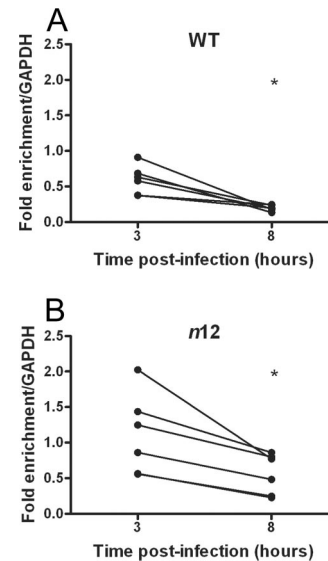 A
WT
2.5
2.0
1.5
1.0
0.5
0.0
*
Fold enrichment/GAPDH
3 8
Time post-infection (hours)
B
n12
2.5
2.0
1.5
1.0
0.5
0.0
*
Fold enrichment/GAPDH
3 8
Time post-infection (hours)